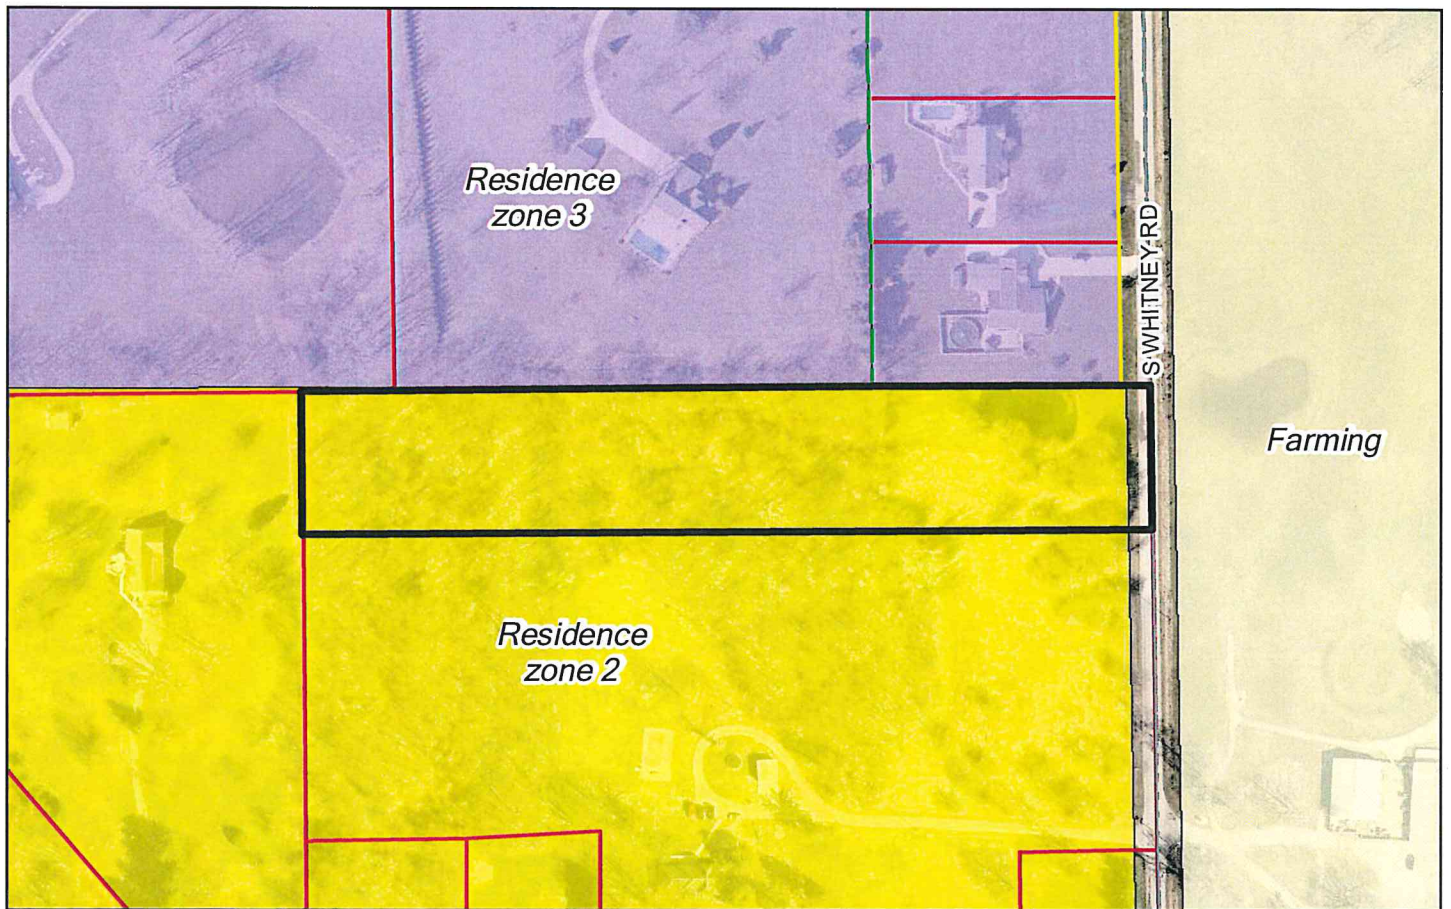 Residence
zone 3
S WHITNEY RD
Farming
Residence
zone 2